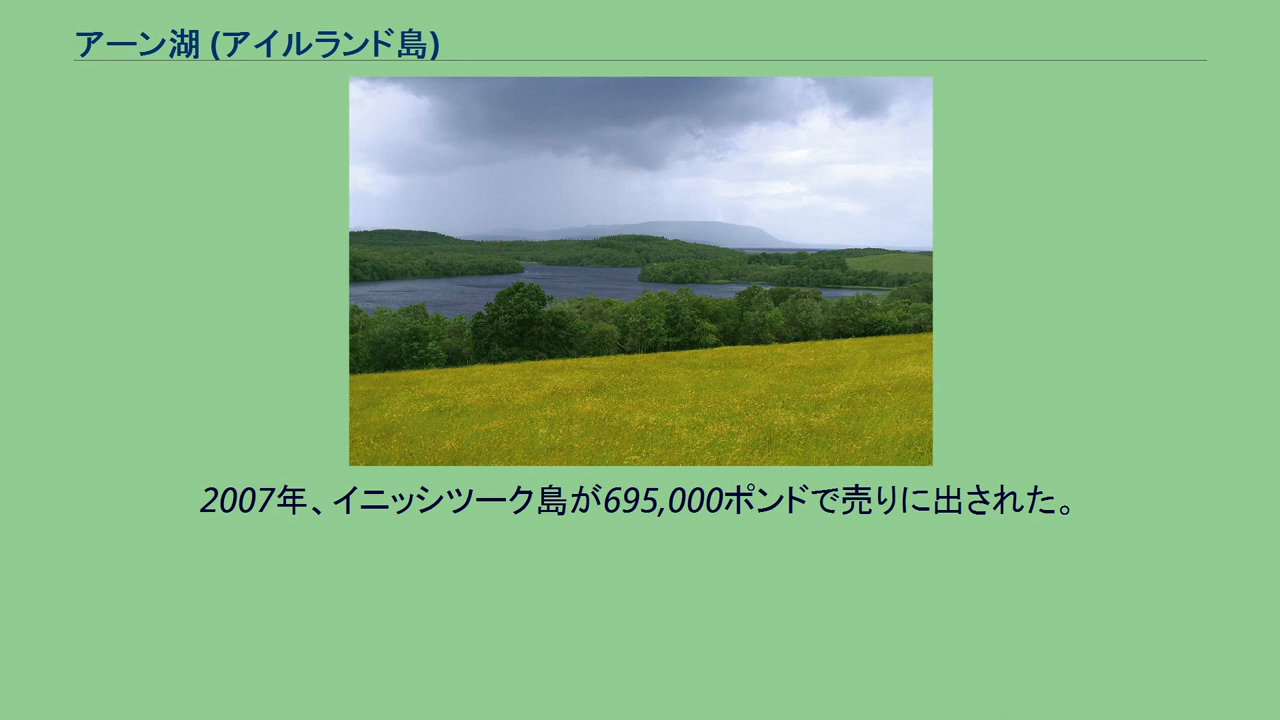 アーン湖 (アイルランド島)
2007年、イニッシツーク島が695,000ポンドで売りに出された。